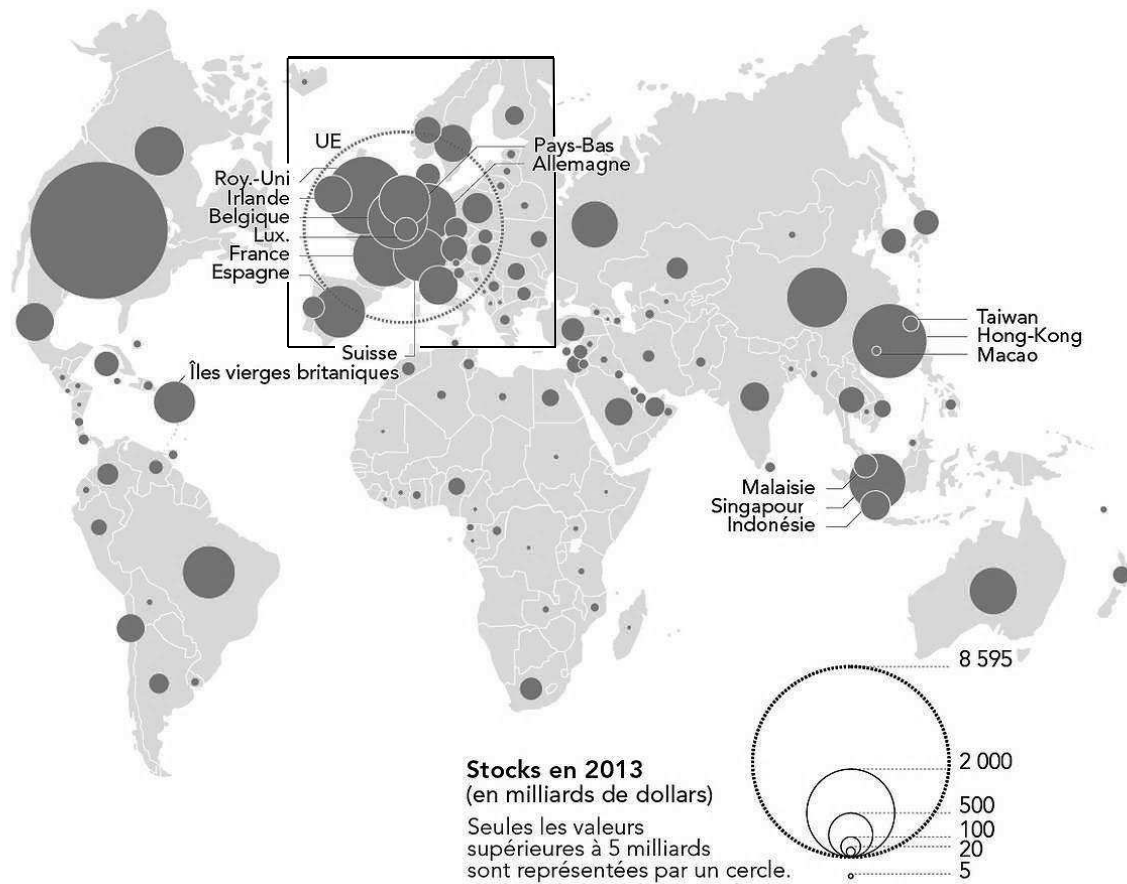 UE
Pays-Bas
Allemagne
Roy.-Uni
Irlande
Belgique
Lux.
France
Espagne
Suisse
Îles vierges britaniques
Taiwan
Hong-Kong
Macao
Malaisie
Singapour
Indonésie
Stocks en 2013
(en milliards de dollars)
Seules les valeurs
supérieures à 5 milliards
sont représentées par un cercle.
8 595
2 000
500
100
20
5